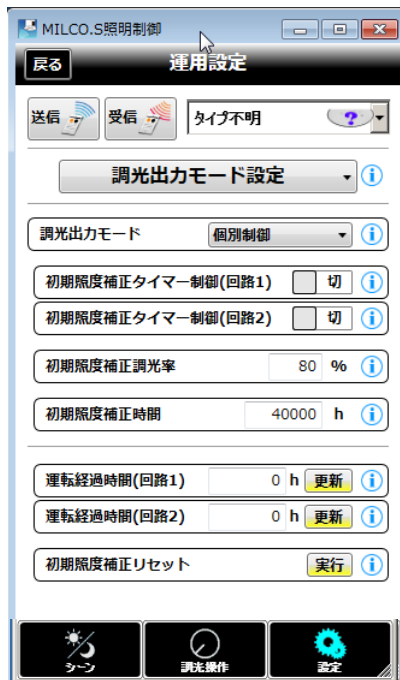 MILCO.S照明制御
戻る 運用設定
送信 受信 タイプ不明 ?
調光出力モード設定
調光出力モード 個別制御
初期照度補正タイマー制御(回路1) 切
初期照度補正タイマー制御(回路2) 切
初期照度補正調光率 80 %
初期照度補正時間 40000 h
運転経過時間(回路1) 0 h 更新
運転経過時間(回路2) 0 h 更新
初期照度補正リセット 実行
シーン 調光操作 設定